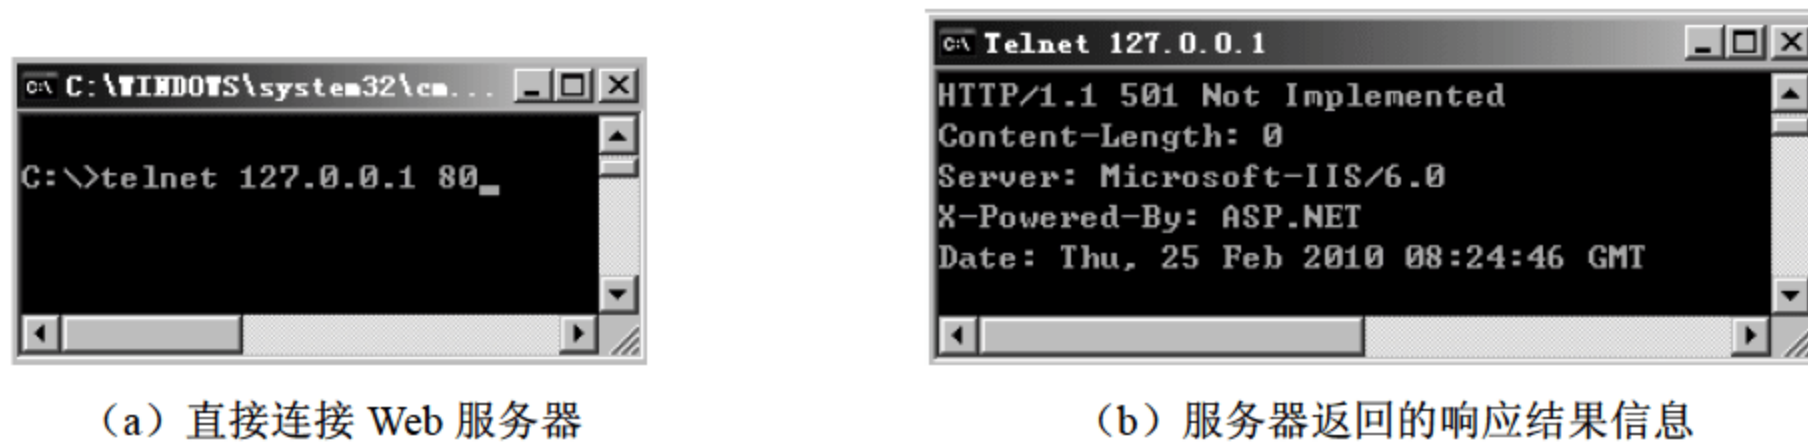 C:\WINDOWS\system32\cm...
C:\>telnet 127.0.0.1 80_
(a) 直接连接 Web 服务器
Telnet 127.0.0.1
HTTP/1.1 501 Not Implemented
Content-Length: 0
Server: Microsoft-IIS/6.0
X-Powered-By: ASP.NET
Date: Thu, 25 Feb 2010 08:24:46 GMT
(b) 服务器返回的响应结果信息